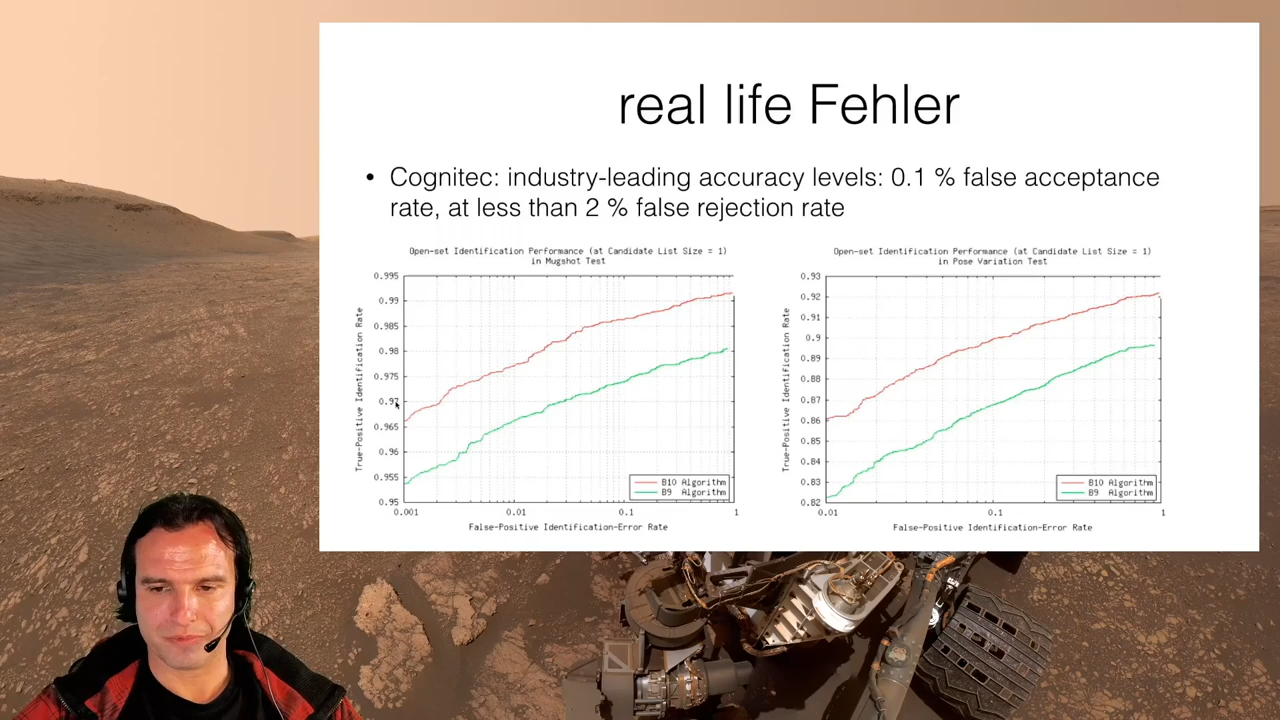 real life Fehler
• Cognitec: industry-leading accuracy levels: 0.1 % false acceptance
rate, at less than 2 % false rejection rate
Open-set Identification Performance (at Candidate List Size = 1)
in Mugshot Test
True-Positive Identification Rate
0.995
0.99
0.985
0.98
0.975
0.97
0.965
0.96
0.955
0.95
B10 Algorithm
B9 Algorithm
0.001
0.01
0.1
1
False-Positive Identification-Error Rate
Open-set Identification Performance (at Candidate List Size = 1)
in Pose Variation Test
True-Positive Identification Rate
0.93
0.92
0.91
0.9
0.89
0.88
0.87
0.86
0.85
0.84
0.83
0.82
B10 Algorithm
B9 Algorithm
0.01
0.1
1
False-Positive Identification-Error Rate